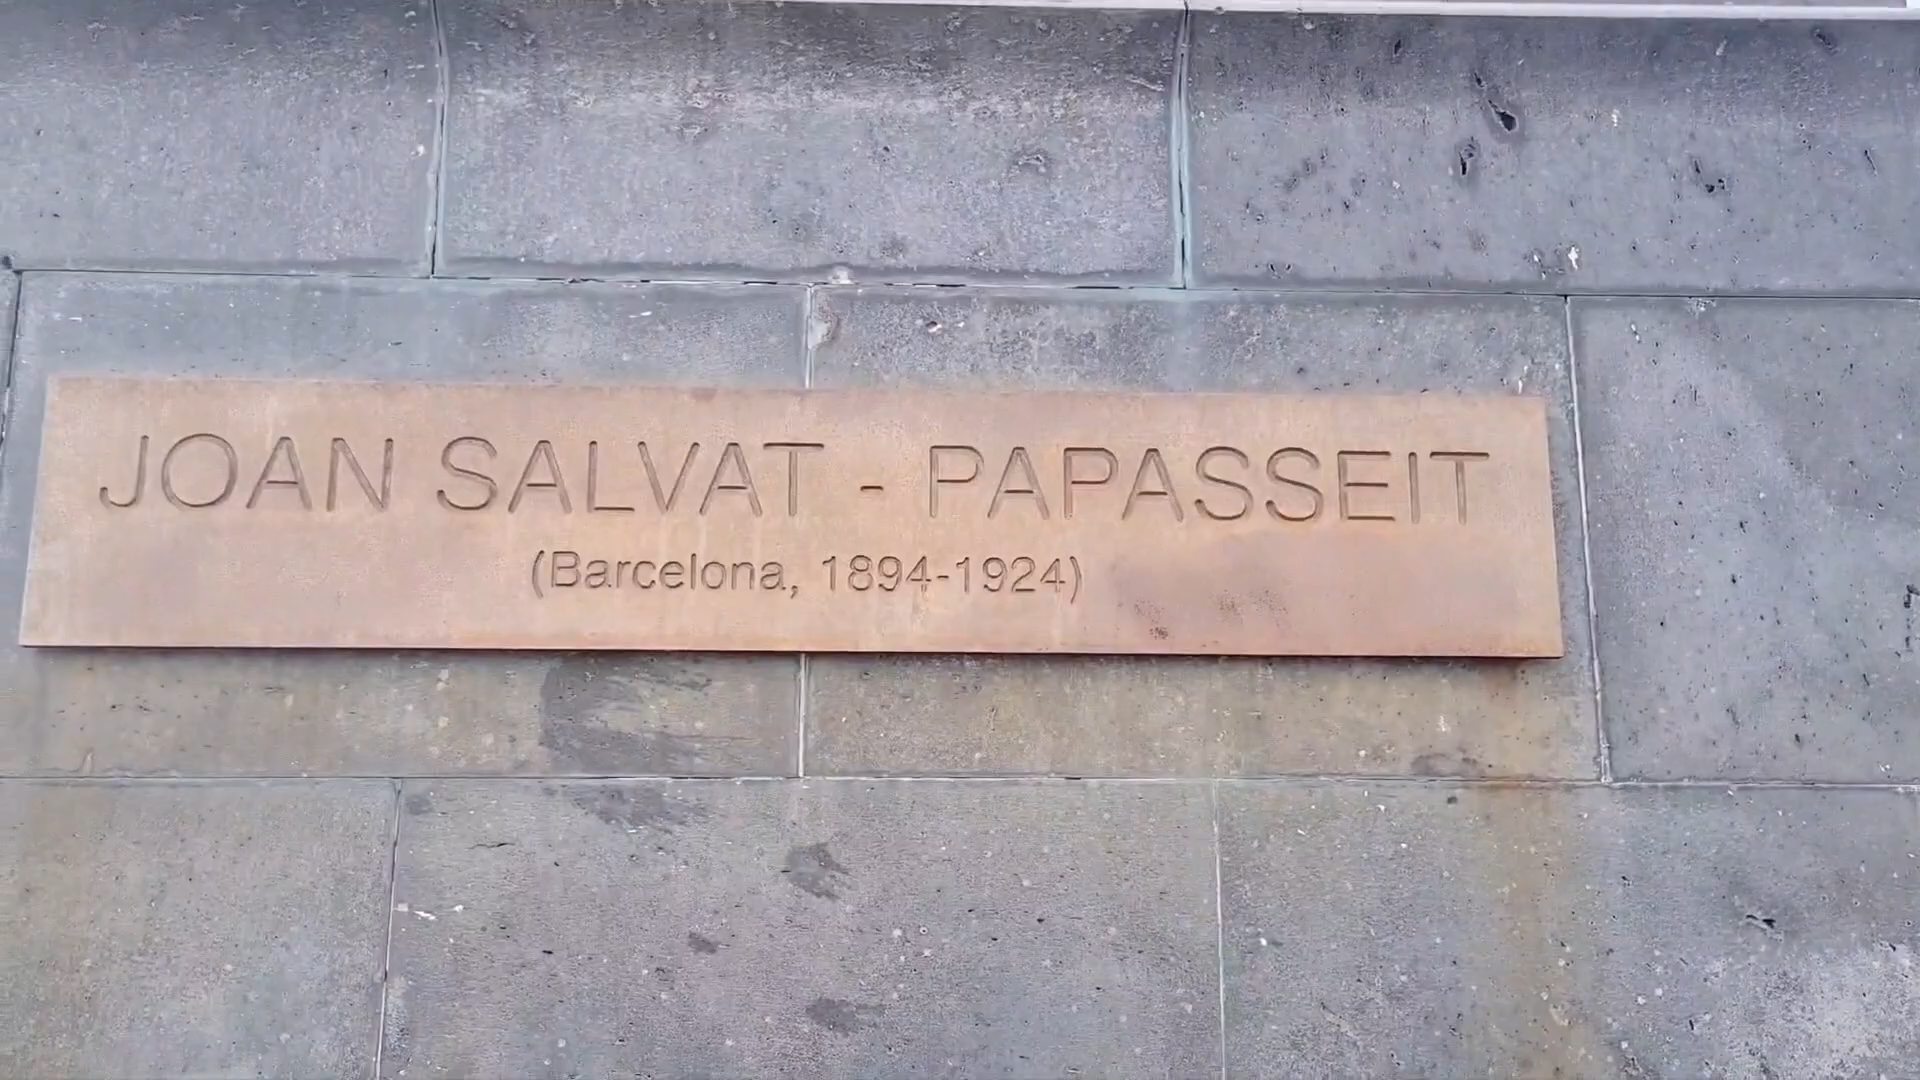 JOAN SALVAT - PAPASSEIT
(Barcelona, 1894-1924)